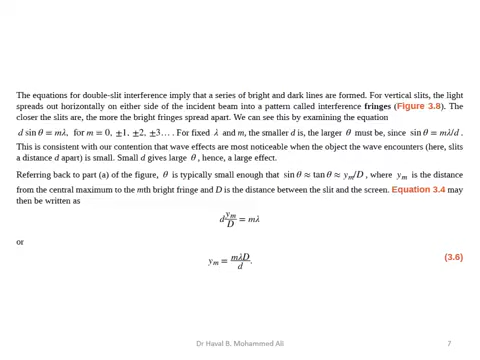 The equations for double-slit interference imply that a series of bright and dark lines are formed. For vertical slits, the light
spreads out horizontally on either side of the incident beam into a pattern called interference fringes (Figure 3.8). The
closer the slits are, the more the bright fringes spread apart. We can see this by examining the equation
d sin θ = mλ, for m = 0, ±1, ±2, ±3… . For fixed λ and m, the smaller d is, the larger θ must be, since sin θ = mλ/d .
This is consistent with our contention that wave effects are most noticeable when the object the wave encounters (here, slits
a distance d apart) is small. Small d gives large θ , hence, a large effect.
Referring back to part (a) of the figure, θ is typically small enough that sin θ ≈ tan θ ≈ yₘ/D , where yₘ is the distance
from the central maximum to the mth bright fringe and D is the distance between the slit and the screen. Equation 3.4 may
then be written as
d yₘ/D = mλ
or
yₘ = mλD/d. (3.6)
Dr Haval B. Mohammed Ali 7